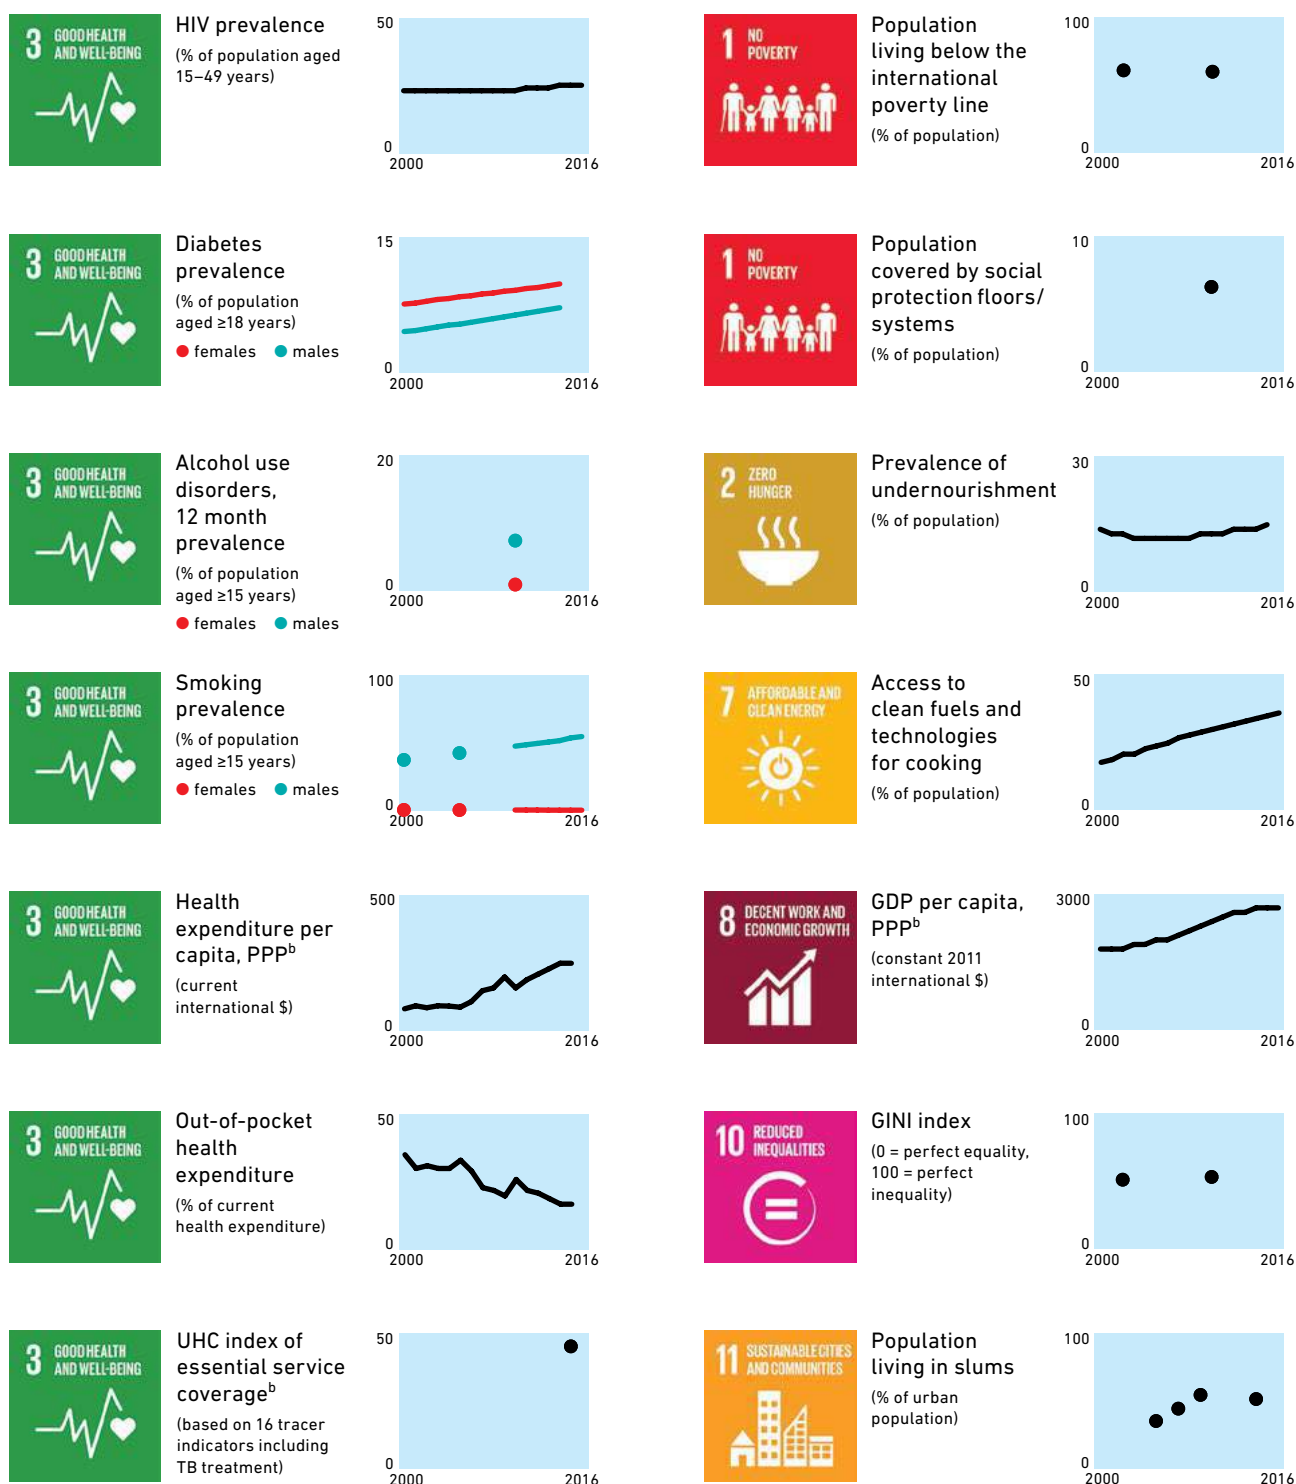 3 GOOD HEALTH
AND WELL-BEING
HIV prevalence
(% of population aged
15–49 years)
50
0
2000 2016
1 NO
POVERTY
Population
living below the
international
poverty line
(% of population)
100
0
2000 2016
3 GOOD HEALTH
AND WELL-BEING
Diabetes
prevalence
(% of population
aged ≥18 years)
females males
15
0
2000 2016
1 NO
POVERTY
Population
covered by social
protection floors/
systems
(% of population)
10
0
2000 2016
3 GOOD HEALTH
AND WELL-BEING
Alcohol use
disorders,
12 month
prevalence
(% of population
aged ≥15 years)
females males
20
0
2000 2016
2 ZERO
HUNGER
Prevalence of
undernourishment
(% of population)
30
0
2000 2016
3 GOOD HEALTH
AND WELL-BEING
Smoking
prevalence
(% of population
aged ≥15 years)
females males
100
0
2000 2016
7 AFFORDABLE AND
CLEAN ENERGY
Access to
clean fuels and
technologies
for cooking
(% of population)
50
0
2000 2016
3 GOOD HEALTH
AND WELL-BEING
Health
expenditure per
capita, PPPᵇ
(current
international $)
500
0
2000 2016
8 DECENT WORK AND
ECONOMIC GROWTH
GDP per capita,
PPPᵇ
(constant 2011
international $)
3000
0
2000 2016
3 GOOD HEALTH
AND WELL-BEING
Out-of-pocket
health
expenditure
(% of current
health expenditure)
50
0
2000 2016
10 REDUCED
INEQUALITIES
GINI index
(0 = perfect equality,
100 = perfect
inequality)
100
0
2000 2016
3 GOOD HEALTH
AND WELL-BEING
UHC index of
essential service
coverageᵇ
(based on 16 tracer
indicators including
TB treatment)
50
0
2000 2016
11 SUSTAINABLE CITIES
AND COMMUNITIES
Population
living in slums
(% of urban
population)
100
0
2000 2016